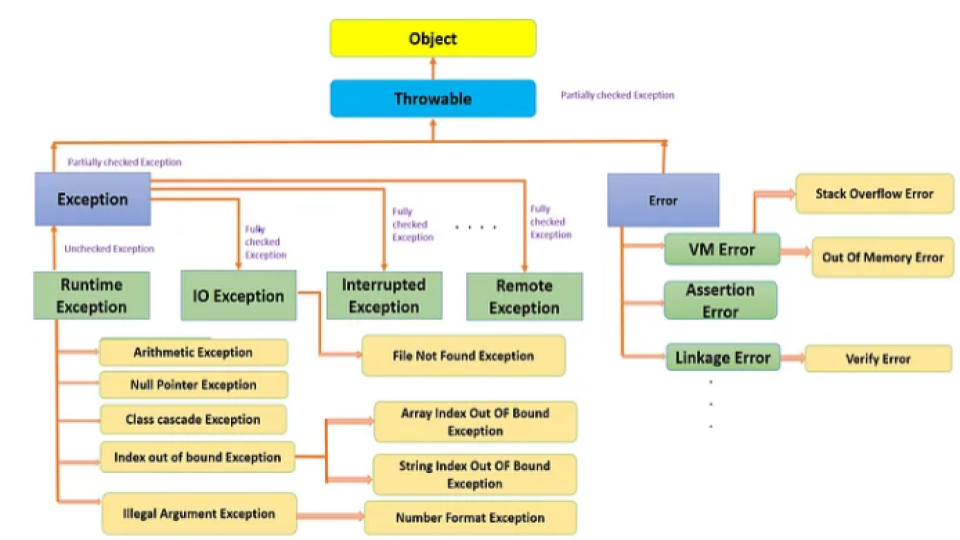 Object
Throwable
Partially checked Exception
Partially checked Exception
Exception
Error
Stack Overflow Error
Fully
checked
Exception
Fully
checked
Exception
. . . .
Fully
checked
Exception
Unchecked Exception
VM Error
Out Of Memory Error
Runtime
Exception
IO Exception
Interrupted
Exception
Remote
Exception
Assertion
Error
Arithmetic Exception
File Not Found Exception
Linkage Error
Verify Error
Null Pointer Exception
Class cascade Exception
Array Index Out OF Bound
Exception
Index out of bound Exception
String Index Out OF Bound
Exception
Illegal Argument Exception
Number Format Exception